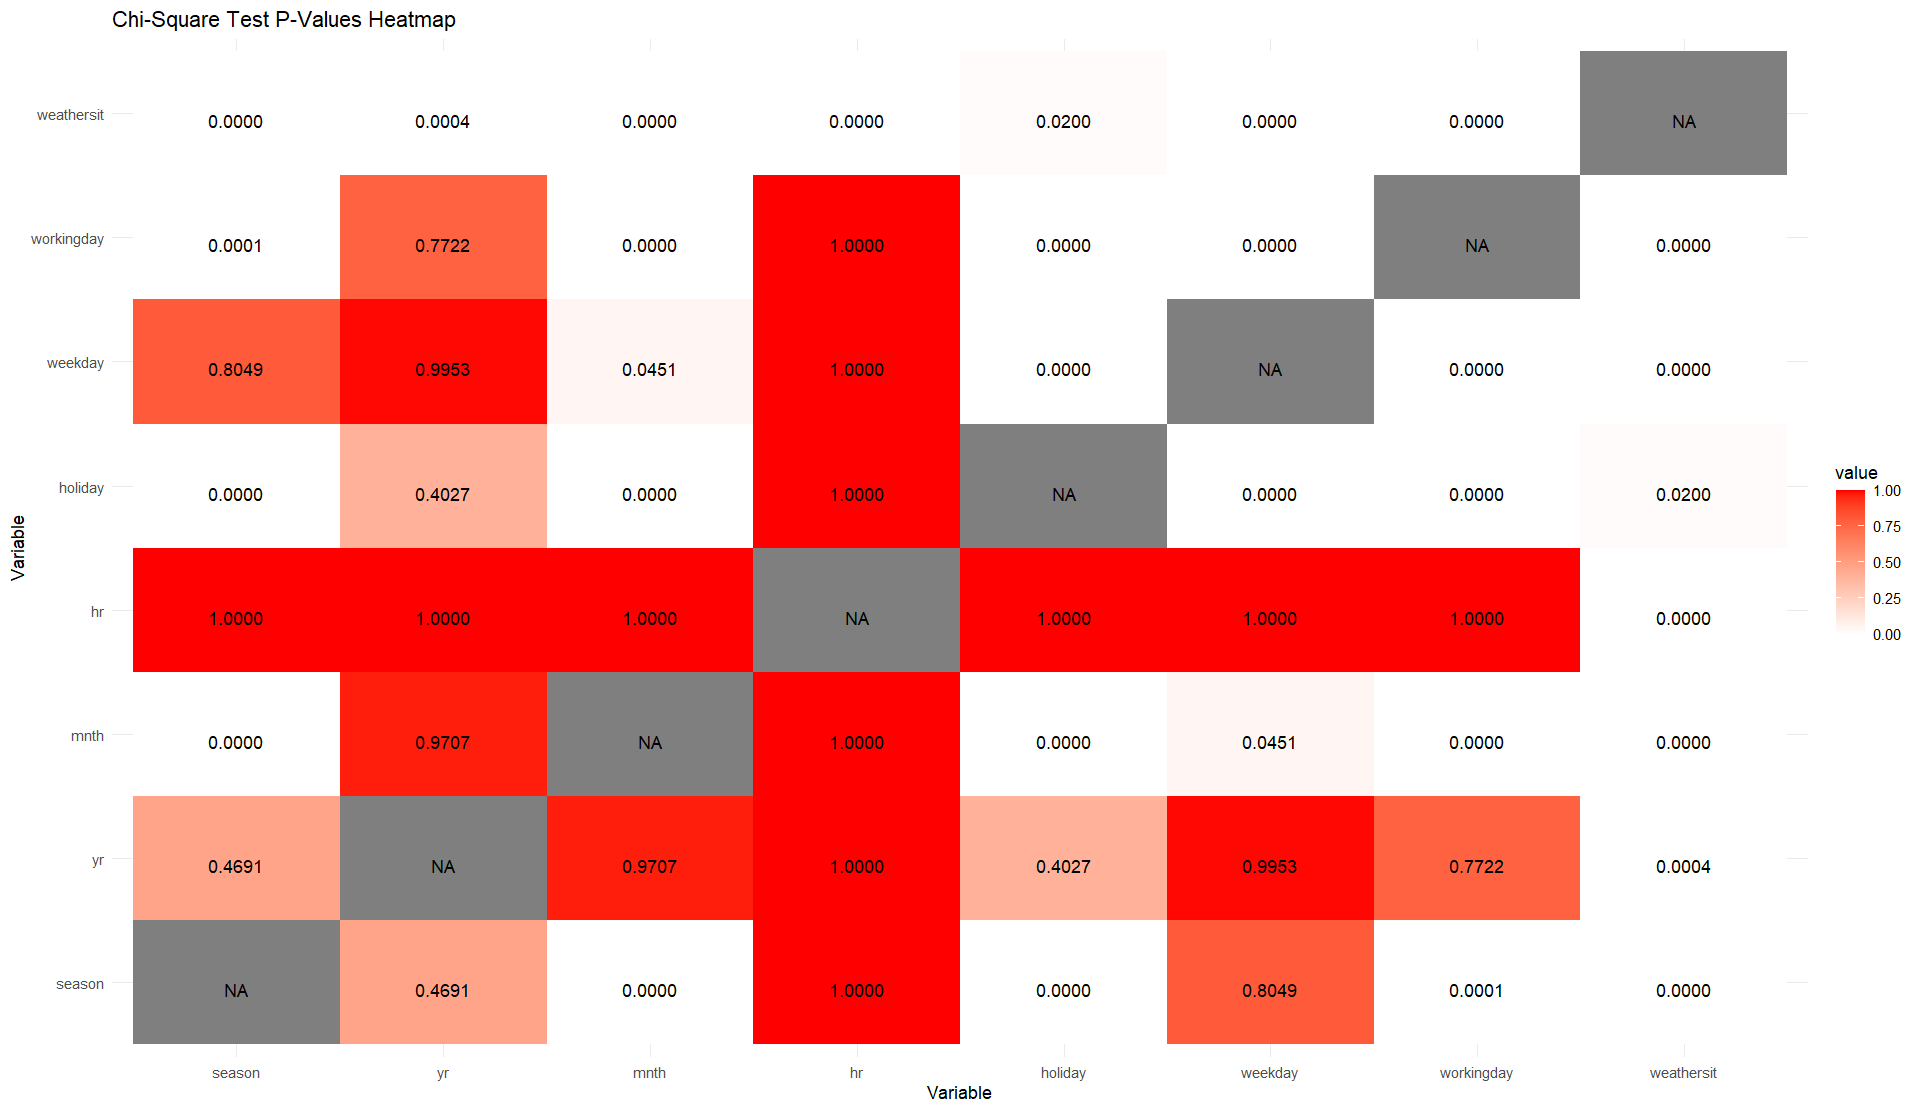 Chi-Square Test P-Values Heatmap
weathersit 0.0000 0.0004 0.0000 0.0000 0.0200 0.0000 0.0000 NA
workingday 0.0001 0.7722 0.0000 1.0000 0.0000 0.0000 NA 0.0000
weekday 0.8049 0.9953 0.0451 1.0000 0.0000 NA 0.0000 0.0000
holiday 0.0000 0.4027 0.0000 1.0000 NA 0.0000 0.0000 0.0200
hr 1.0000 1.0000 1.0000 NA 1.0000 1.0000 1.0000 0.0000
mnth 0.0000 0.9707 NA 1.0000 0.0000 0.0451 0.0000 0.0000
yr 0.4691 NA 0.9707 1.0000 0.4027 0.9953 0.7722 0.0004
season NA 0.4691 0.0000 1.0000 0.0000 0.8049 0.0001 0.0000
season yr mnth hr holiday weekday workingday weathersit
Variable
Variable
value
1.00
0.75
0.50
0.25
0.00